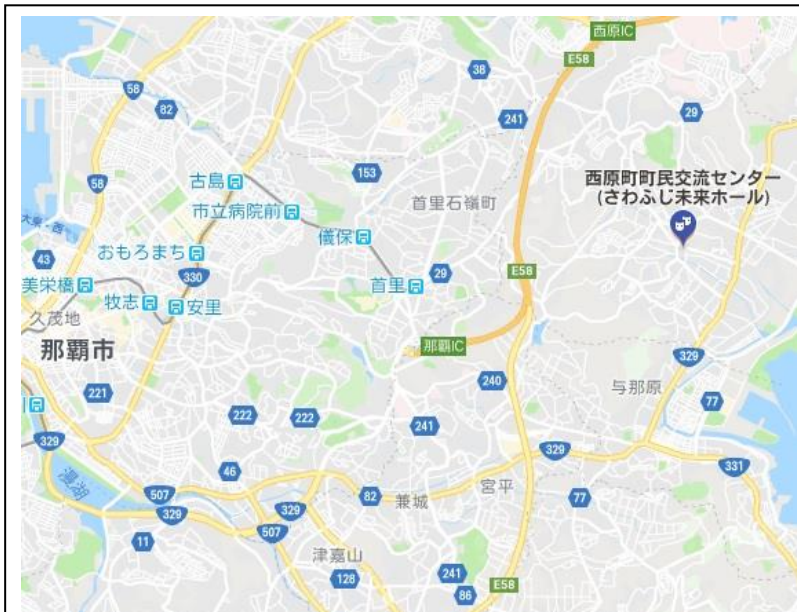 西原IC
E58
58
38
82
241
29
58
153
西原町町民交流センター
(さわふじ未来ホール)
古島
市立病院前
首里石嶺町
儀保
大東-西
おもろまち
43
330
29
E58
美栄橋
首里
牧志
安里
久茂地
那覇市
那覇IC
329
240
与那原
221
77
222
222
241
329
329
331
漫湖
46
宮平
507
82
兼城
77
329
329
507
11
津嘉山
128
241
E58
86